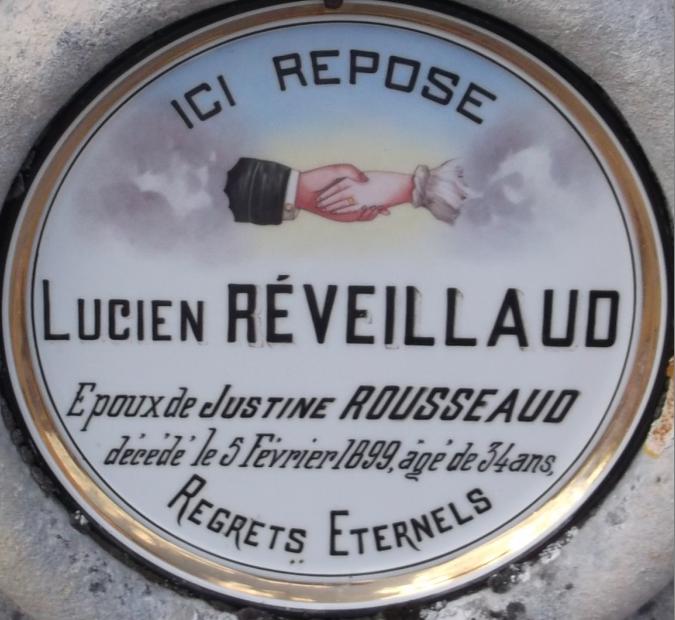 ICI REPOSE
LUCIEN RÉVEILLAUD
Epoux de JUSTINE ROUSSEAUD
décédé le 5 Février 1899, âgé de 34 ans,
REGRETS ETERNELS